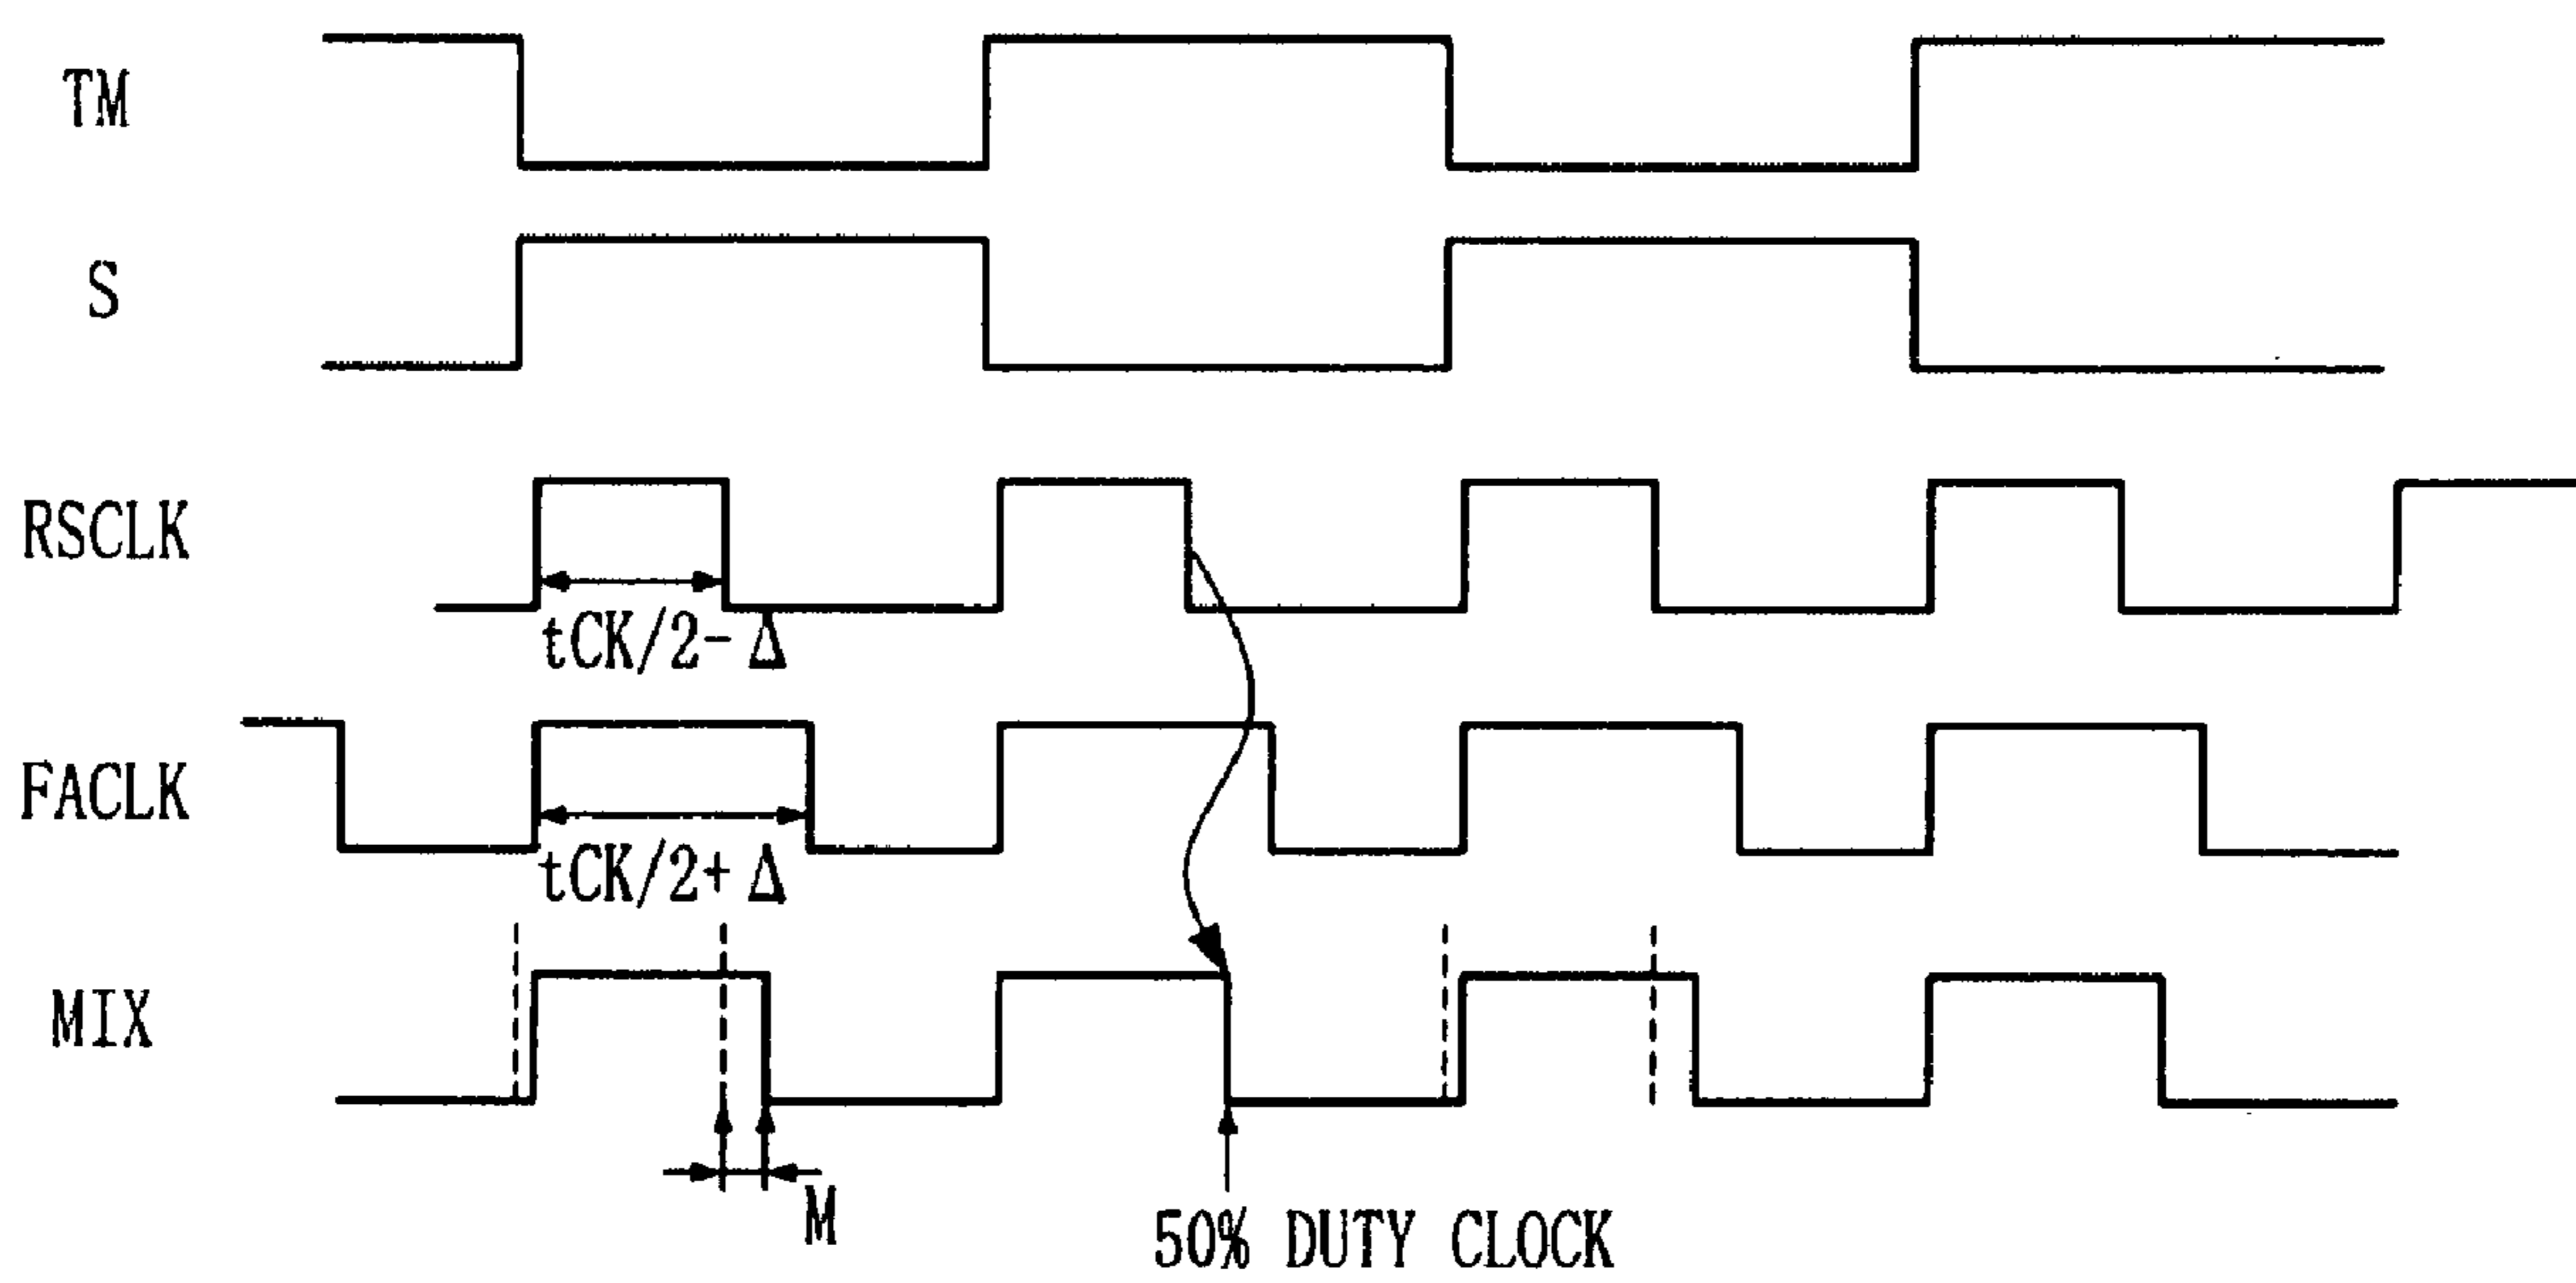 TM
S
RSCLK
tCK/2- Δ
FACLK
tCK/2+ Δ
MIX
M
50% DUTY CLOCK